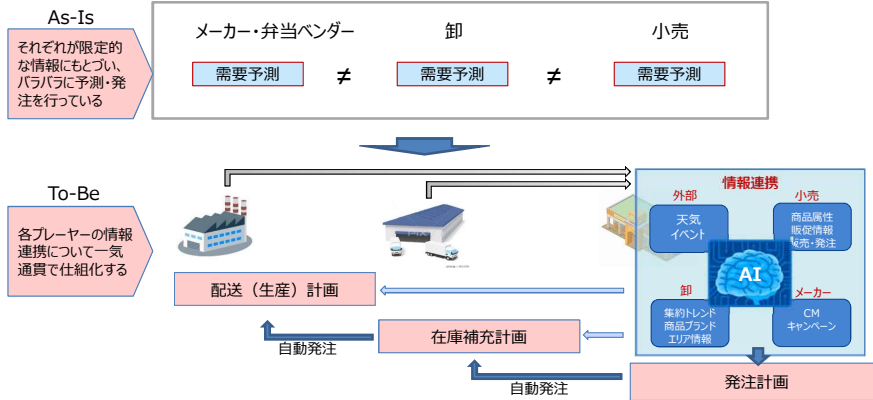 As-Is
それぞれが限定的
な情報にもとづい、
バラバラに予測・発
注を行っている
メーカー・弁当ベンダー
卸
小売
需要予測
≠
需要予測
≠
需要予測
To-Be
各プレーヤーの情報
連携について一気
通貫で仕組化する
情報連携
外部
小売
天気
イベント
商品属性
販促情報
販売・発注
AI
卸
メーカー
集約トレンド
商品ブランド
エリア情報
CM
キャンペーン
配送（生産）計画
自動発注
在庫補充計画
自動発注
発注計画